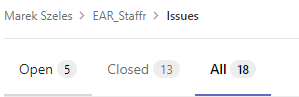 Marek Szeles > EAR_Staffr > Issues
Open 5 Closed 13 All 18